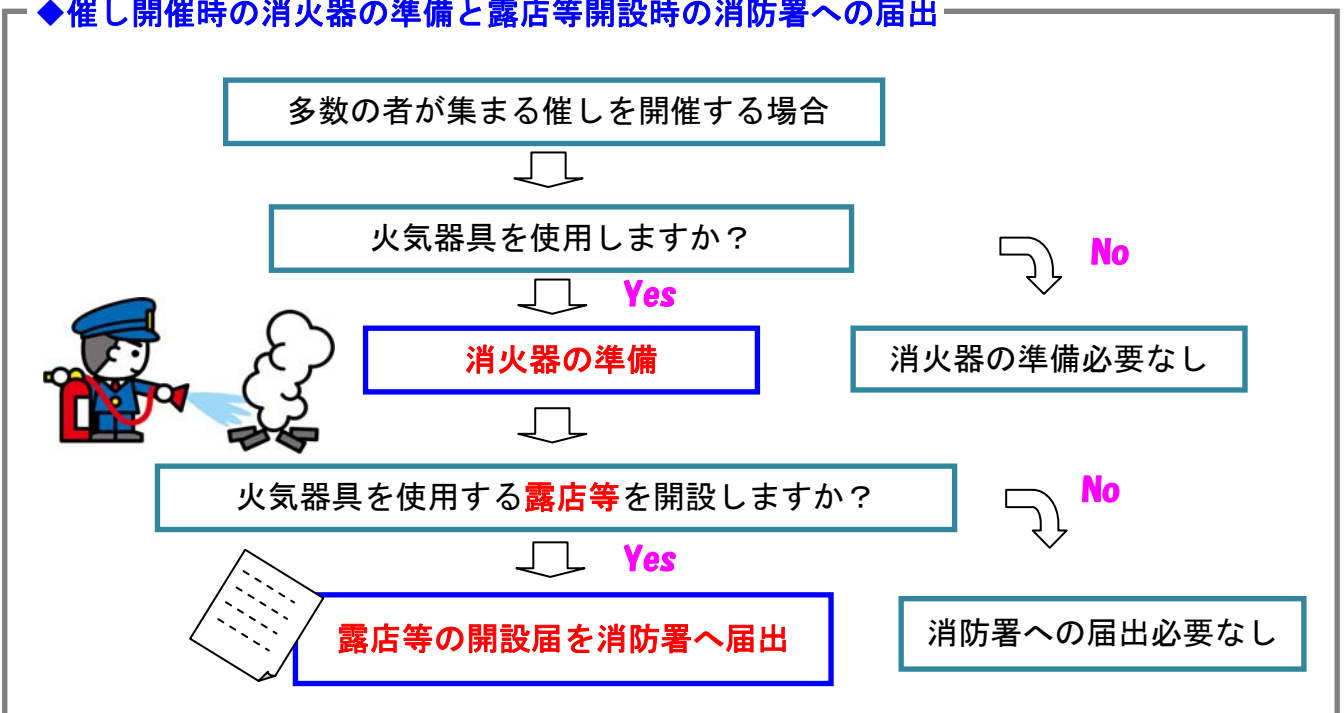 ◆催し開催時の消火器の準備と露店等開設時の消防署への届出
多数の者が集まる催しを開催する場合
火気器具を使用しますか？
No
Yes
消火器の準備
消火器の準備必要なし
火気器具を使用する露店等を開設しますか？
No
Yes
露店等の開設届を消防署へ届出
消防署への届出必要なし